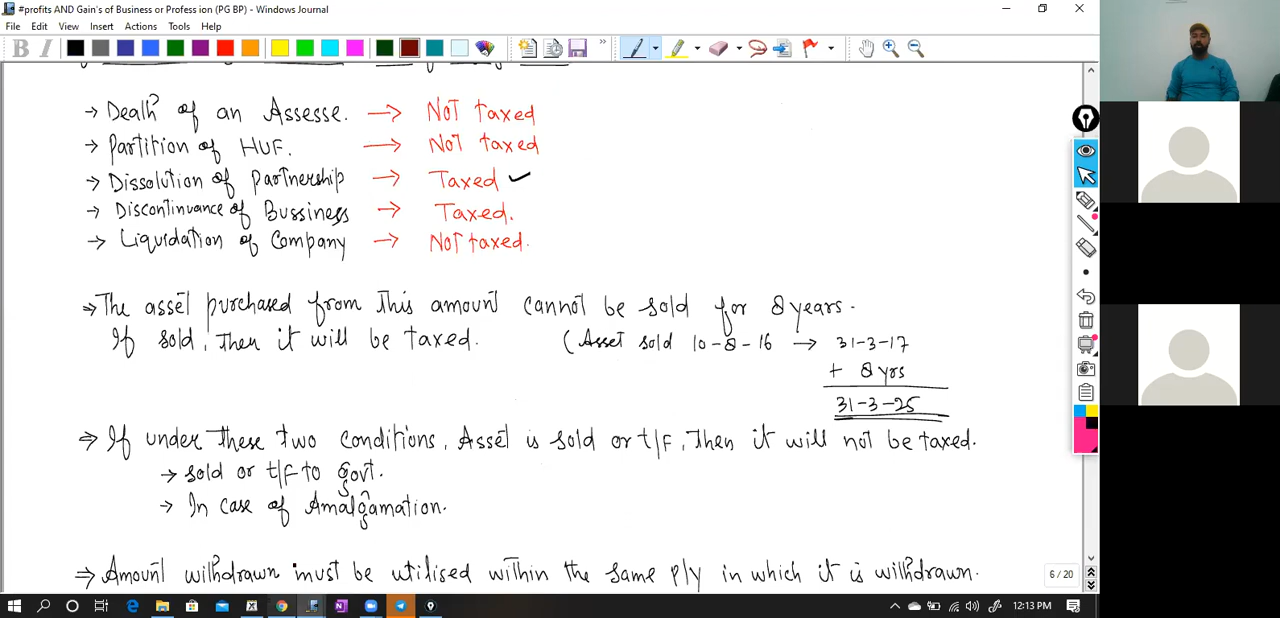 #profits AND Gain's of Business or Profess ion (PG BP) - Windows Journal
File Edit View Insert Actions Tools Help
→ Death of an Assesse. → Not taxed
→ Partition of HUF. → Not taxed
→ Dissolution of Partnership → Taxed ✓
→ Discontinuance of Bussiness → Taxed.
→ Liquidation of Company → Not taxed.
⇒ The asset purchased from this amount cannot be sold for 8 years.
If sold, then it will be taxed. (Asset sold 10-8-16 → 31-3-17
+ 8 yrs
31-3-25
⇒ If under these two conditions, Asset is sold or t/f, then it will not be taxed.
→ sold or t/f to govt.
→ In case of Amalgamation.
⇒ Amount withdrawn must be utilised within the same ply in which it is withdrawn.
6 / 20
12:13 PM